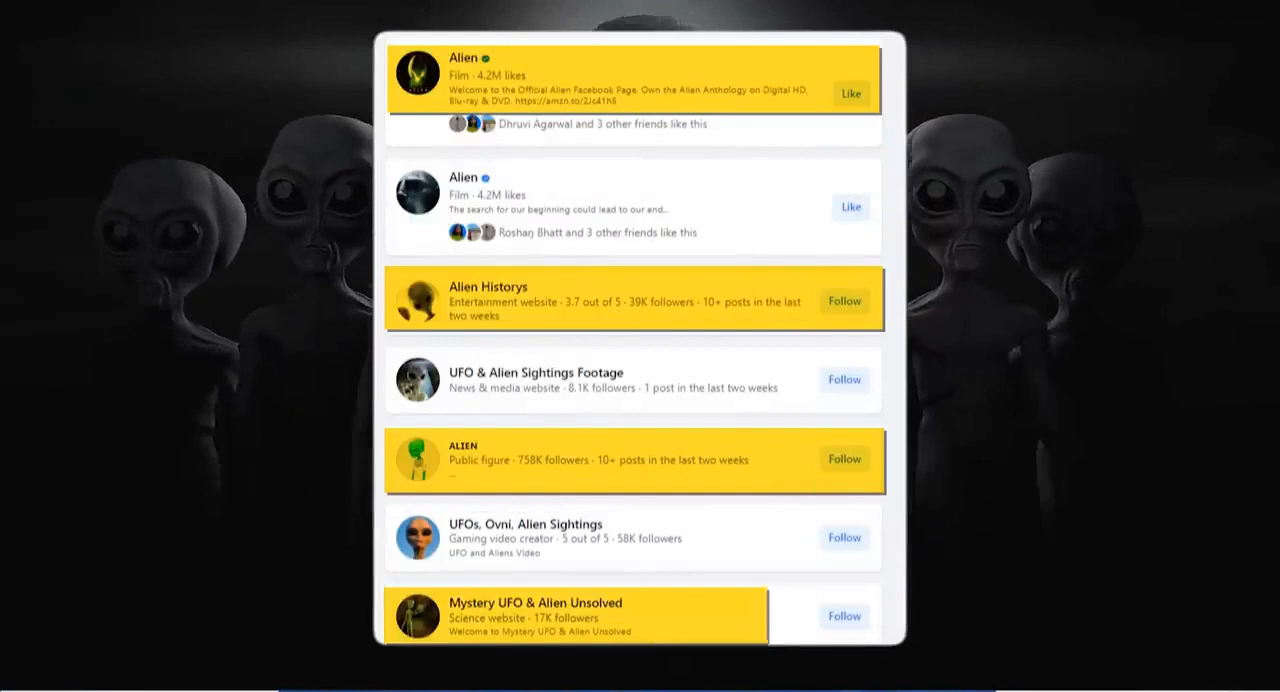 Alien
Film · 4.2M likes
Welcome to the Official Alien Facebook Page. Own the Alien Anthology on Digital HD,
Blu-ray & DVD. https://amzn.to/2Jc41h5
Like
Dhruvi Agarwal and 3 other friends like this
Alien
Film · 4.2M likes
The search for our beginning could lead to our end...
Like
Roshan Bhatt and 3 other friends like this
Alien Historys
Entertainment website · 3.7 out of 5 · 39K followers · 10+ posts in the last
two weeks
Follow
UFO & Alien Sightings Footage
News & media website · 8.1K followers · 1 post in the last two weeks
Follow
ALIEN
Public figure · 758K followers · 10+ posts in the last two weeks
...
Follow
UFOs, Ovni, Alien Sightings
Gaming video creator · 5 out of 5 · 58K followers
UFO and Aliens Video
Follow
Mystery UFO & Alien Unsolved
Science website · 17K followers
Welcome to Mystery UFO & Alien Unsolved
Follow